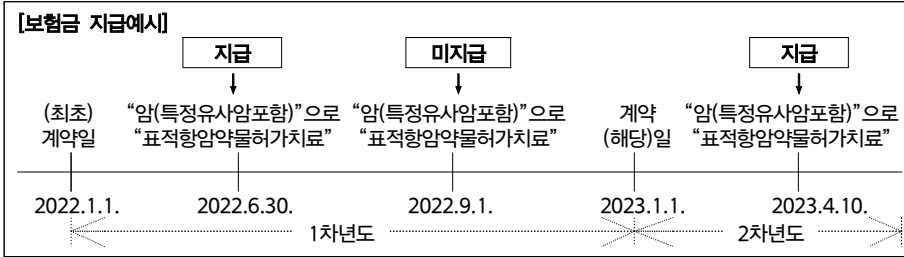 [보험금 지급예시]
지급 미지급 지급
(최초) “암(특정유사암포함)”으로 “암(특정유사암포함)”으로 계약 “암(특정유사암포함)”으로
계약일 “표적항암약물허가치료” “표적항암약물허가치료” (해당)일 “표적항암약물허가치료”
2022.1.1. 2022.6.30. 2022.9.1. 2023.1.1. 2023.4.10.
1차년도 2차년도